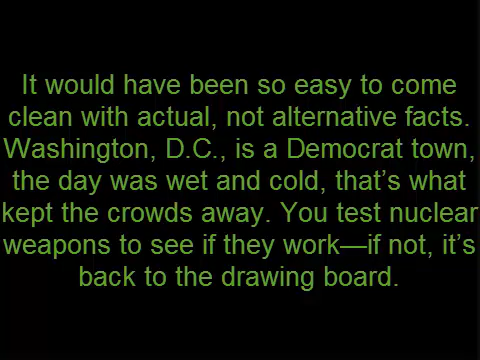 It would have been so easy to come
clean with actual, not alternative facts.
Washington, D.C., is a Democrat town,
the day was wet and cold, that’s what
kept the crowds away. You test nuclear
weapons to see if they work—if not, it’s
back to the drawing board.